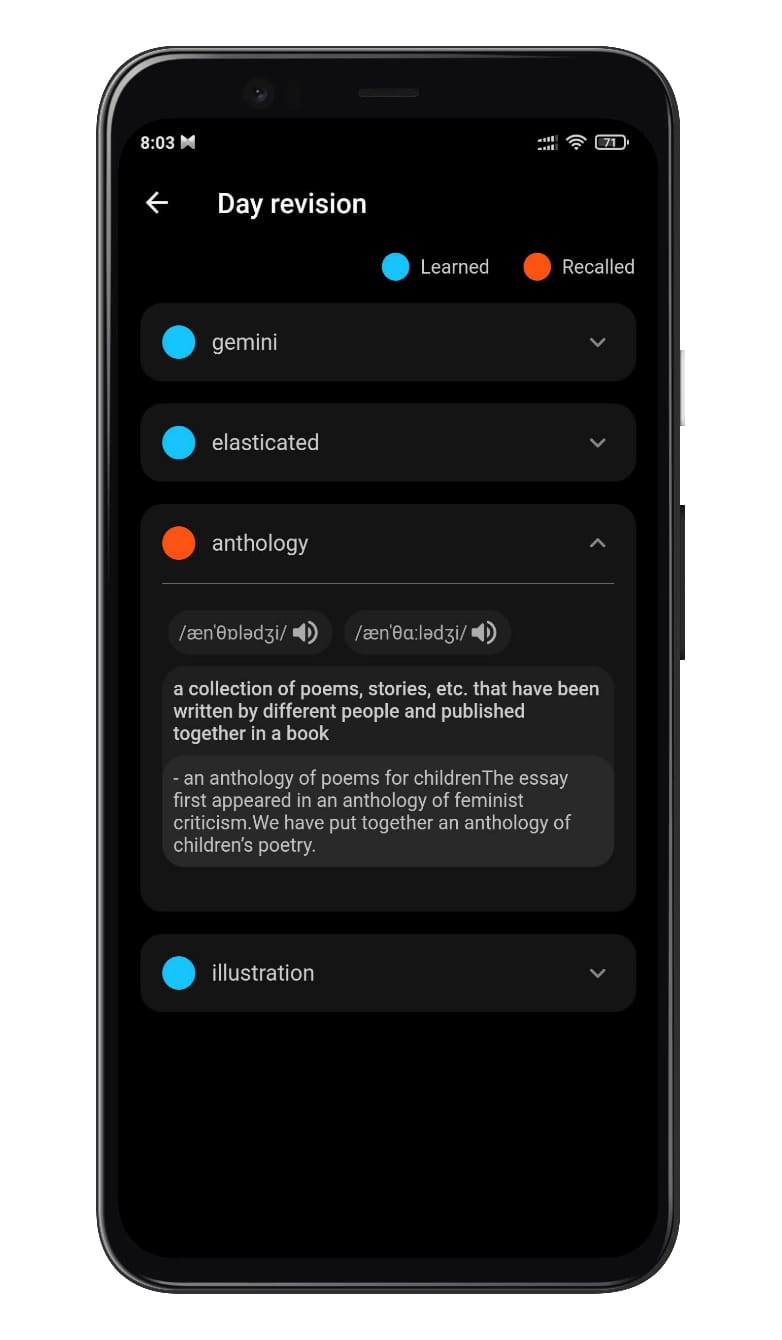 8:03
71
Day revision
Learned
Recalled
gemini
elasticated
anthology
/ænˈθɒlədʒi/
/ænˈθɑːlədʒi/
a collection of poems, stories, etc. that have been
written by different people and published
together in a book
- an anthology of poems for childrenThe essay
first appeared in an anthology of feminist
criticism.We have put together an anthology of
children’s poetry.
illustration